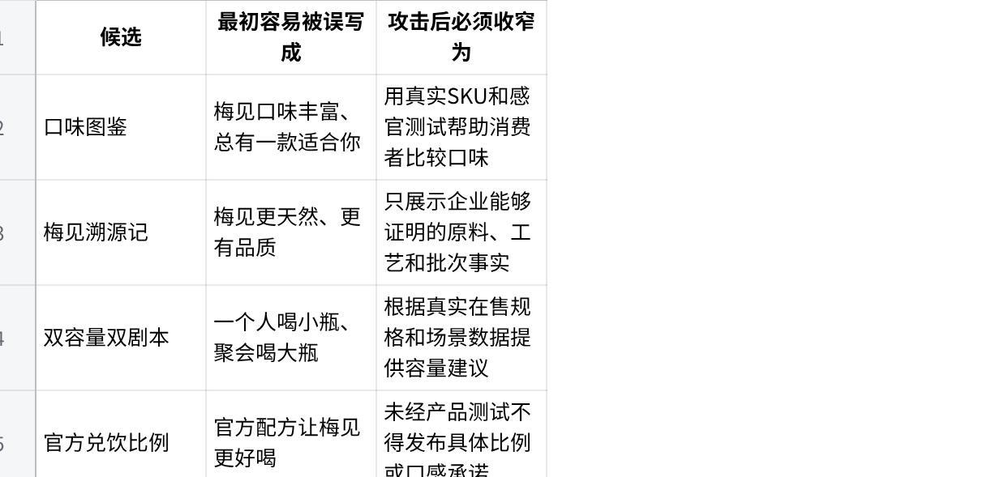 1
候选
最初容易被误写
成
攻击后必须收窄
为
2
口味图鉴
梅见口味丰富、
总有一款适合你
用真实SKU和感
官测试帮助消费
者比较口味
3
梅见溯源记
梅见更天然、更
有品质
只展示企业能够
证明的原料、工
艺和批次事实
4
双容量双剧本
一个人喝小瓶、
聚会喝大瓶
根据真实在售规
格和场景数据提
供容量建议
5
官方兑饮比例
官方配方让梅见
更好喝
未经产品测试不
得发布具体比例
或口感承诺